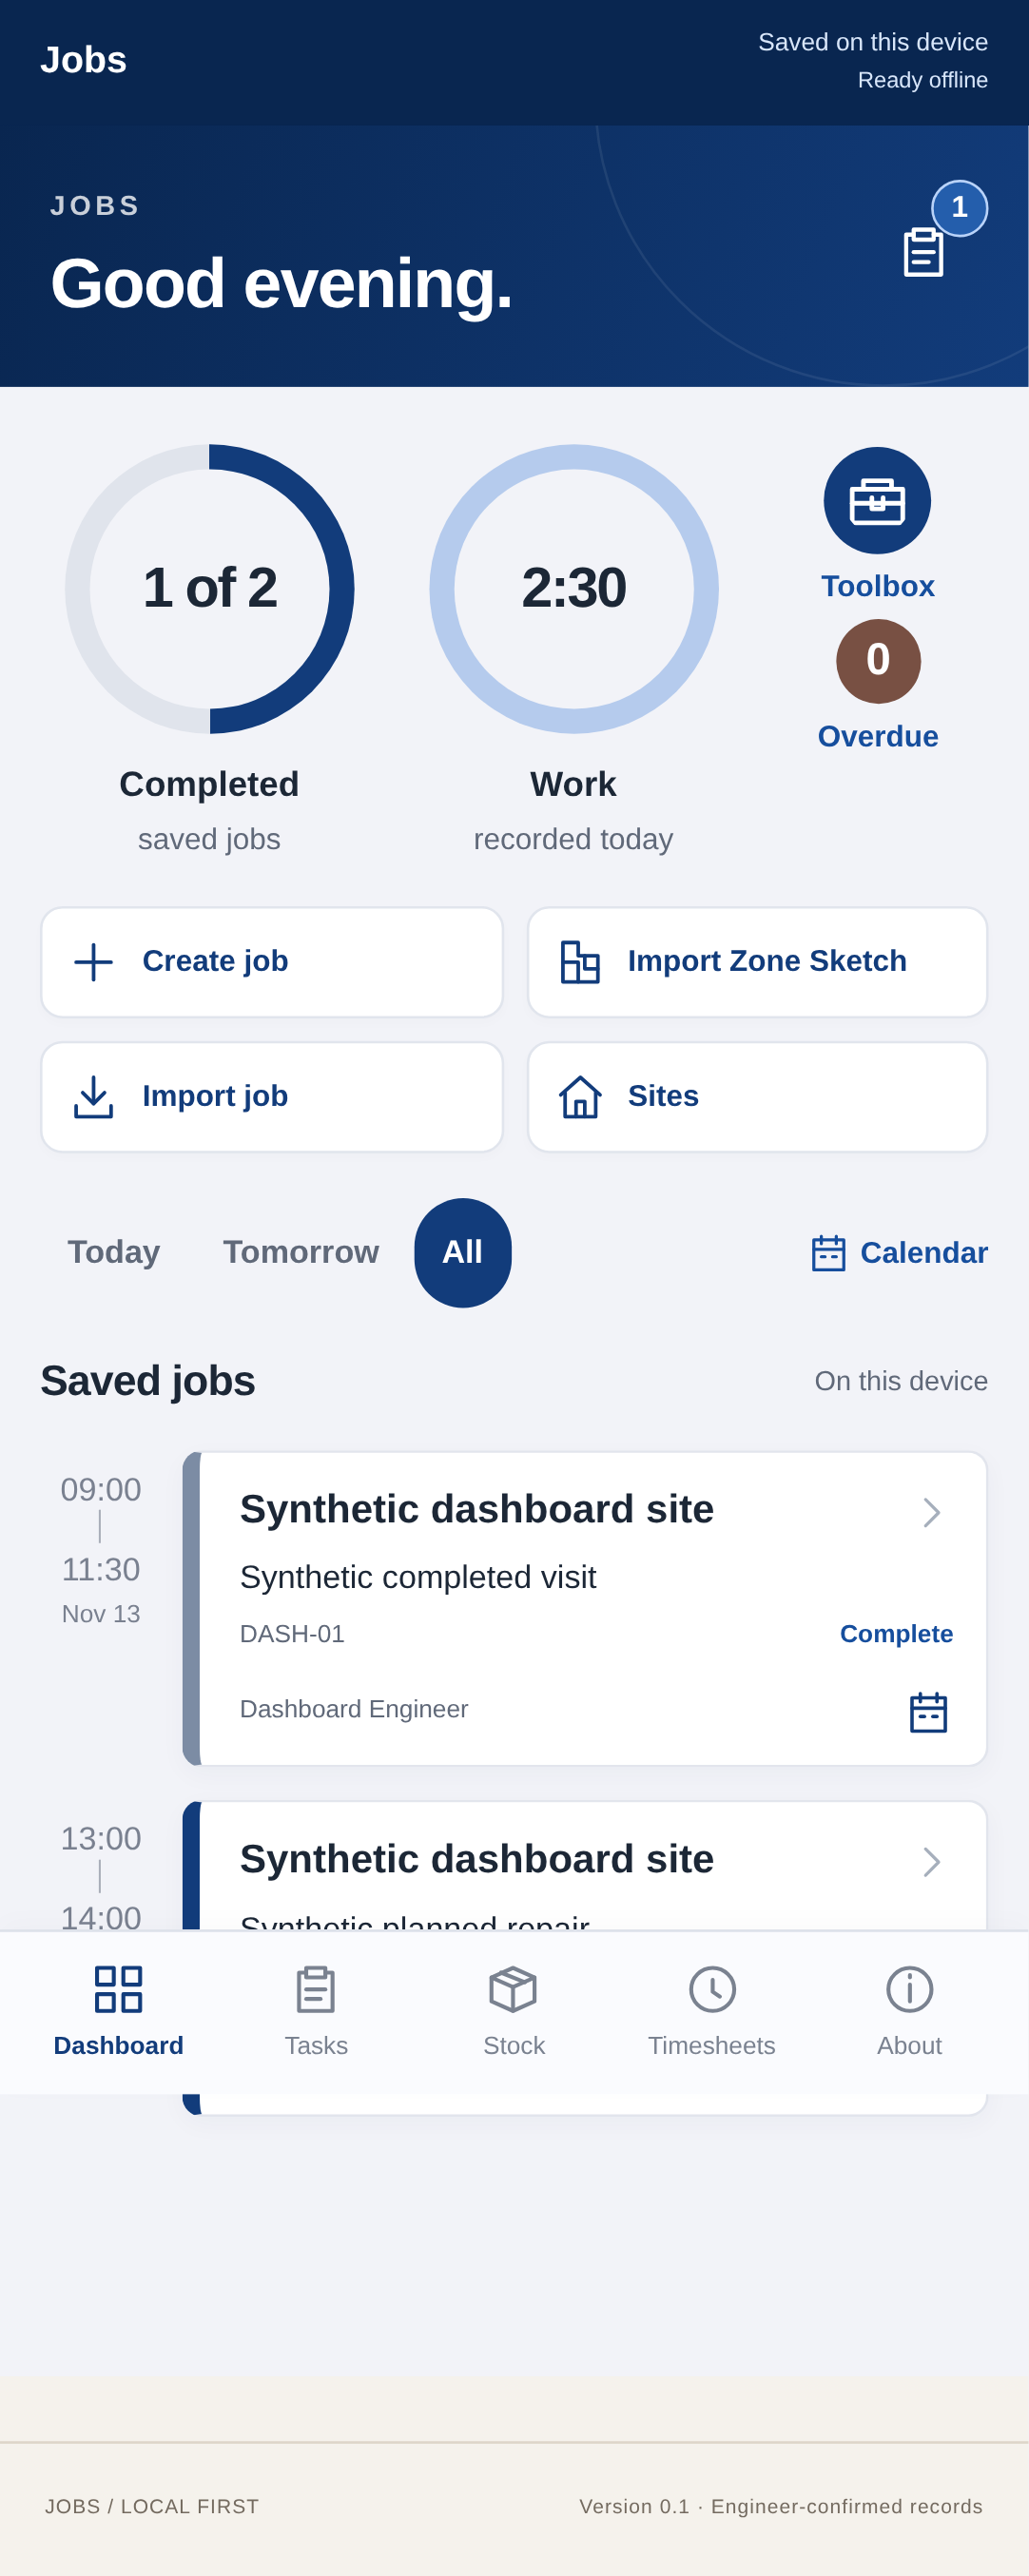 Jobs
Saved on this device
Ready offline
JOBS
1
Good evening.
1 of 2
2:30
Toolbox
0
Overdue
Completed
saved jobs
Work
recorded today
Create job
Import Zone Sketch
Import job
Sites
Today
Tomorrow
All
Calendar
Saved jobs
On this device
09:00
11:30
Nov 13
Synthetic dashboard site
Synthetic completed visit
DASH-01
Complete
Dashboard Engineer
13:00
14:00
Synthetic dashboard site
Synthetic planned repair
Dashboard
Tasks
Stock
Timesheets
About
JOBS / LOCAL FIRST
Version 0.1 · Engineer-confirmed records